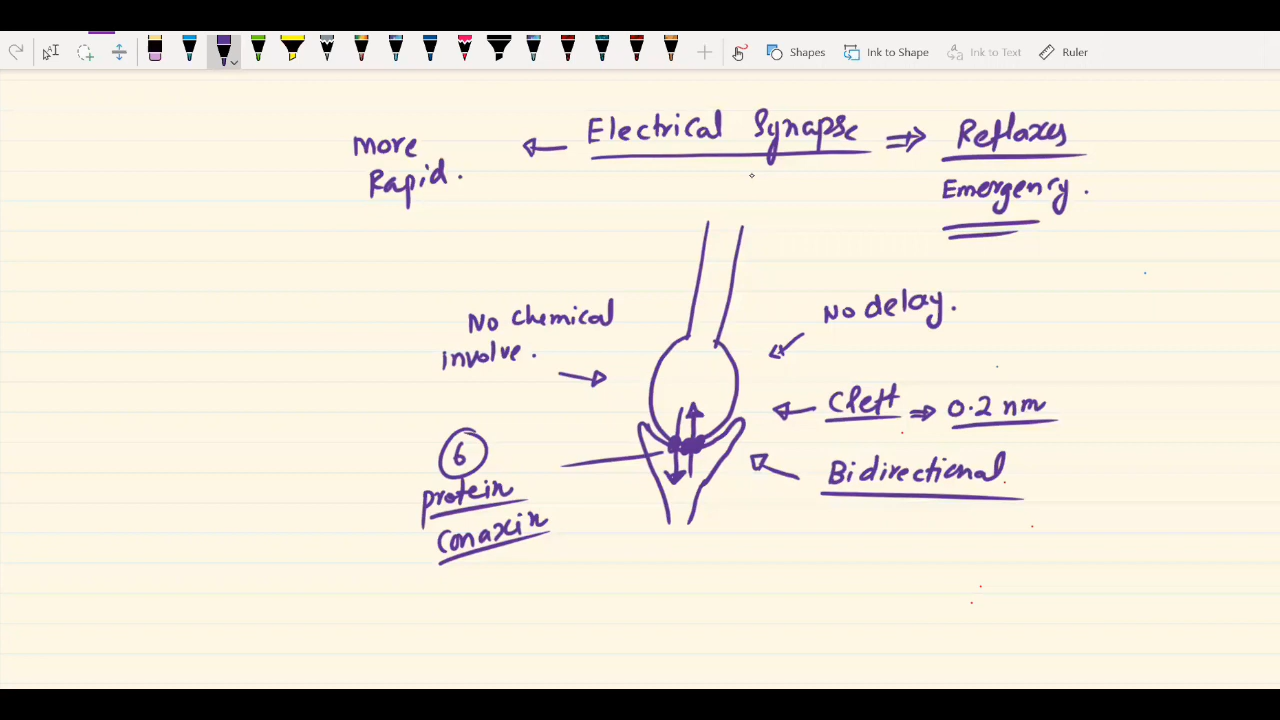 Shapes
Ink to Shape
Ink to Text
Ruler
more
Rapid.
Electrical Synapse
Reflaxes
Emergency.
No chemical
involve.
No delay.
Cleft ⇒ 0.2 nm
Bidirectional
6
protein
Conaxin